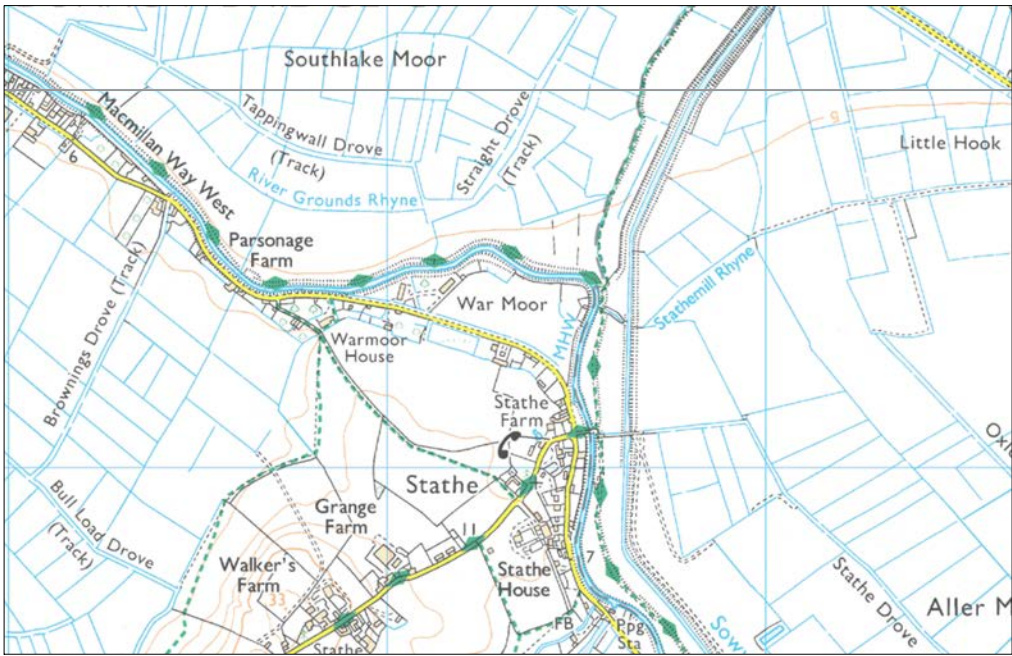 Southlake Moor
Tappingwall Drove
(Track)
Straight Drove
(Track)
5
Little Hook
6
Macmillan Way West
River Grounds Rhyne
Parsonage
Farm
Brownings Drove (Track)
War Moor
Stathemill Rhyne
Warmoor
House
MHW
Stathe
Farm
Stathe
Bull Load Drove
(Track)
Grange
Farm
11
Walker's
Farm
33
Stathe
House
7
Stathe Drove
Aller M
FB
Ppg
Sta
Sow
Stathe